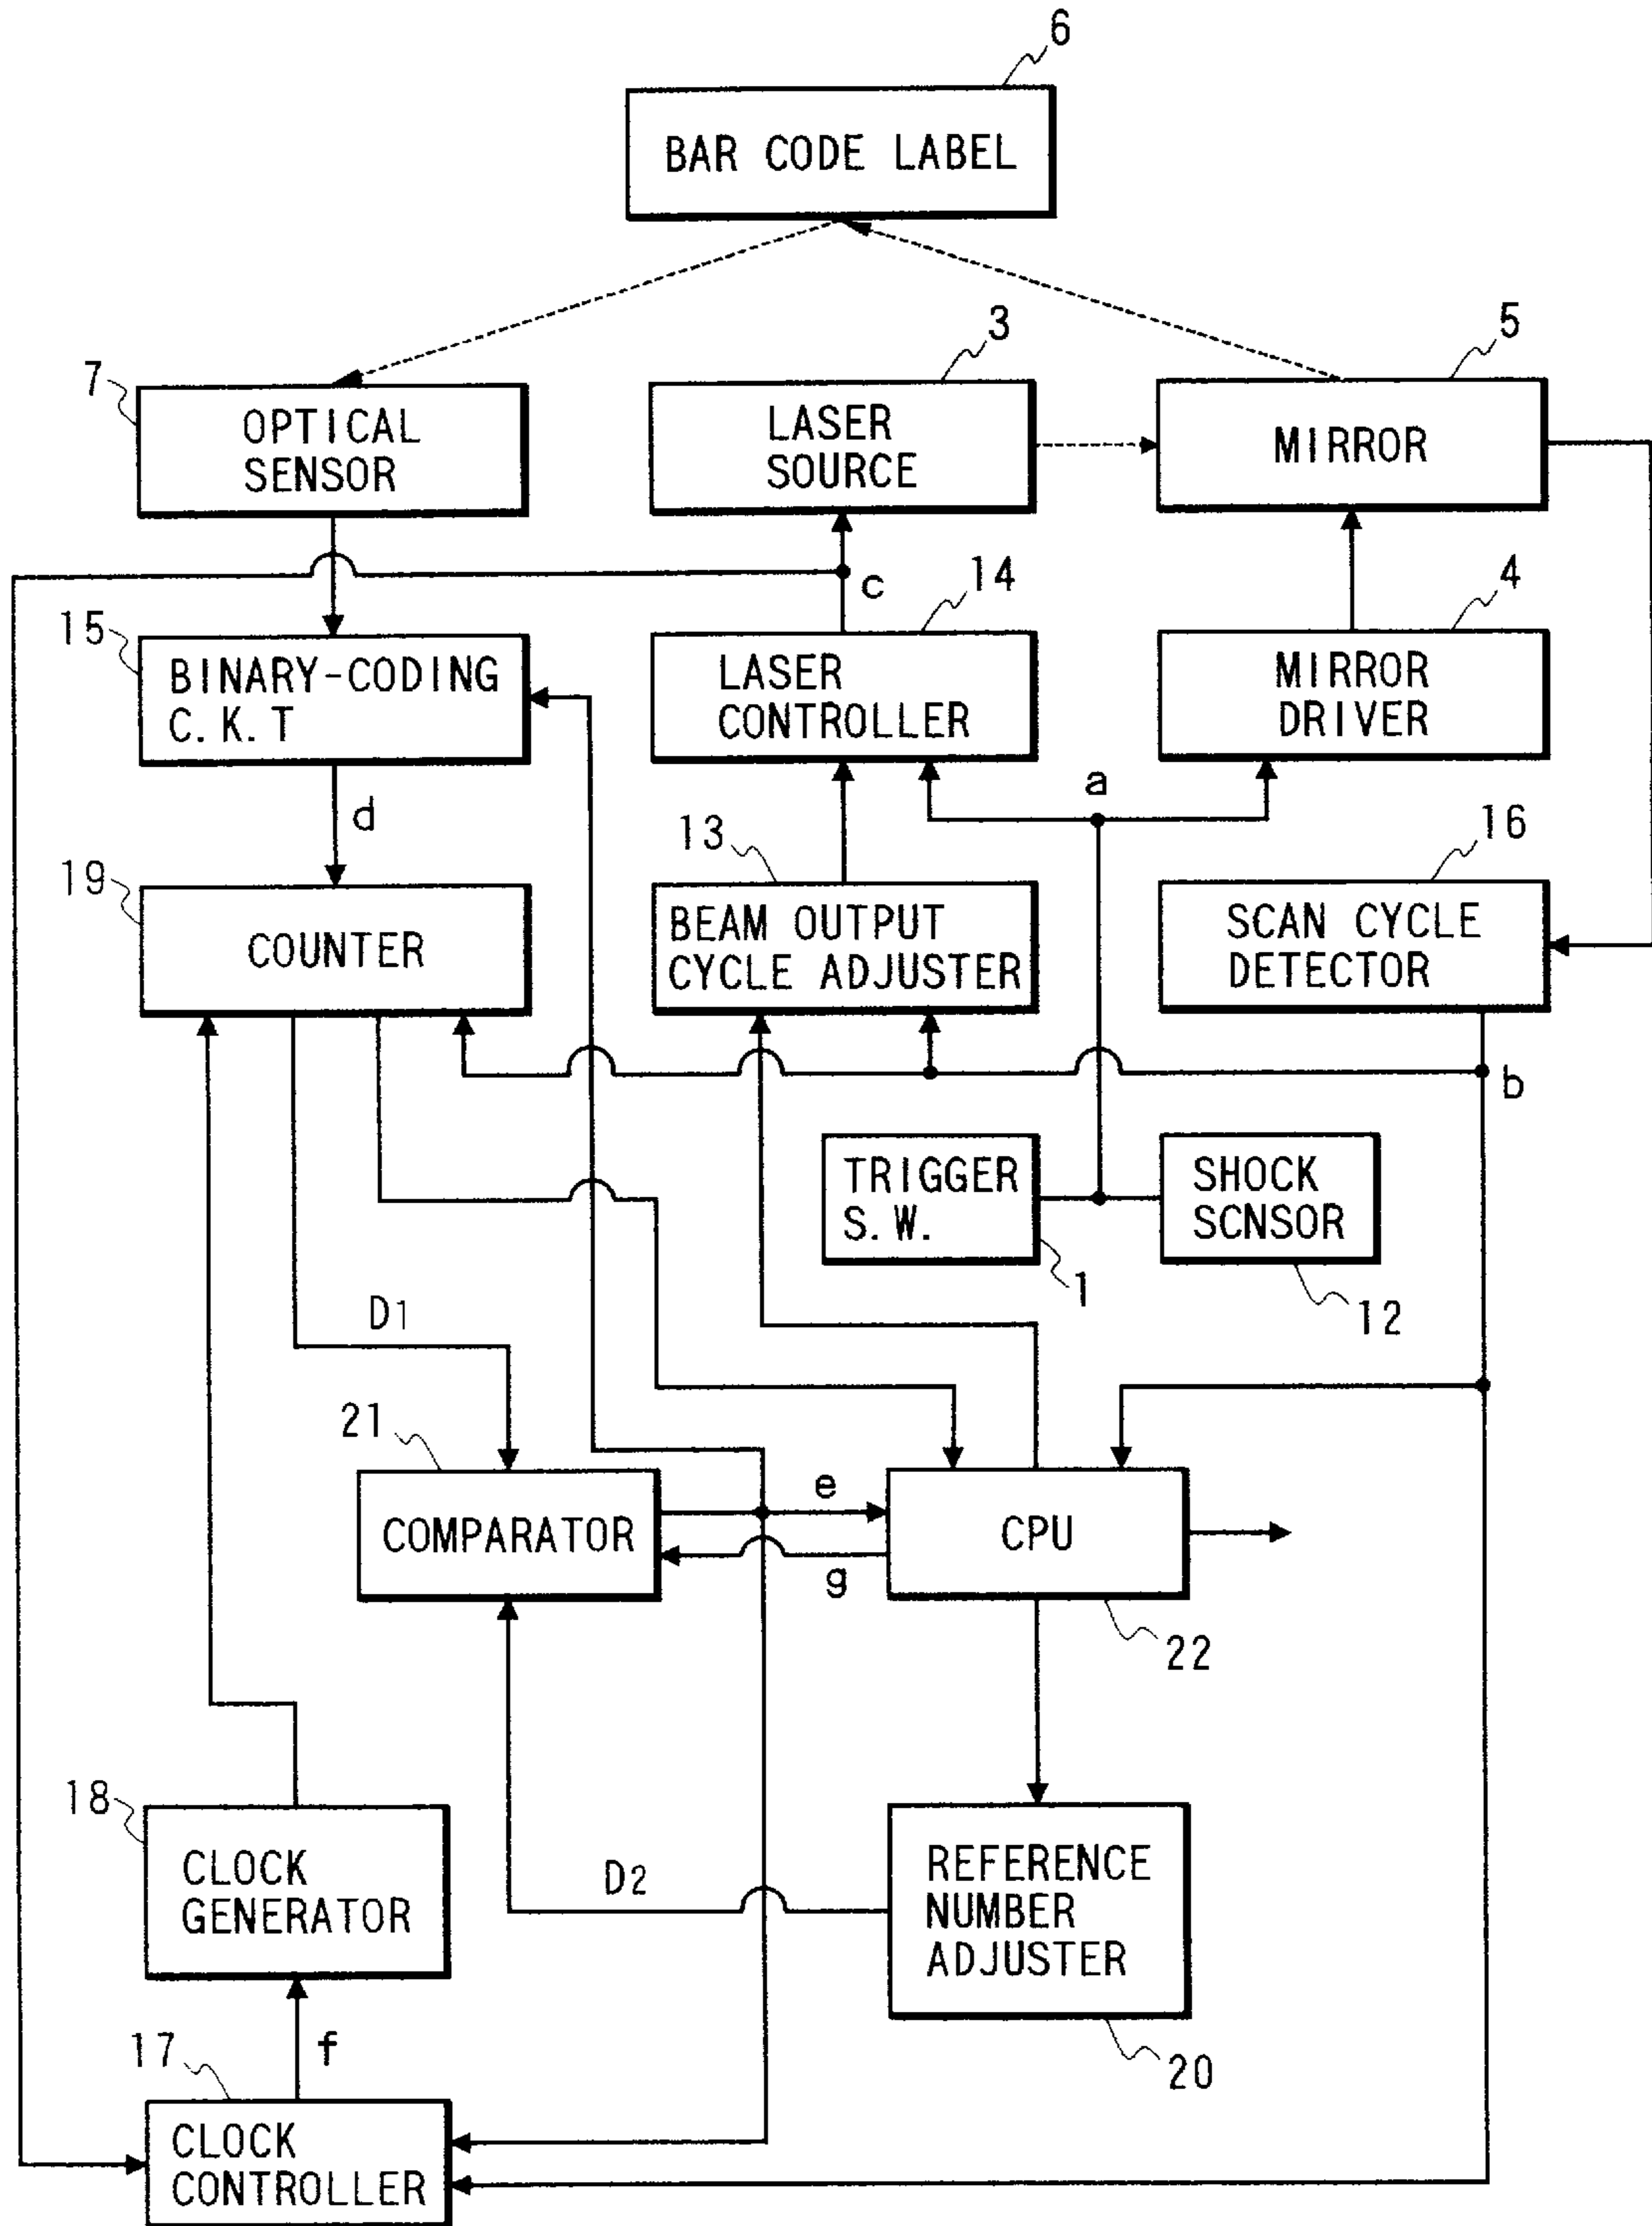 6
BAR CODE LABEL
3
5
7
OPTICAL
SENSOR
LASER
SOURCE
MIRROR
c
14
4
15
BINARY-CODING
C.K.T
LASER
CONTROLLER
MIRROR
DRIVER
d
a
13
16
19
COUNTER
BEAM OUTPUT
CYCLE ADJUSTER
SCAN CYCLE
DETECTOR
b
TRIGGER
S.W.
SHOCK
SCNSOR
1
12
D1
21
COMPARATOR
e
g
CPU
22
18
CLOCK
GENERATOR
D2
REFERENCE
NUMBER
ADJUSTER
20
17
f
CLOCK
CONTROLLER